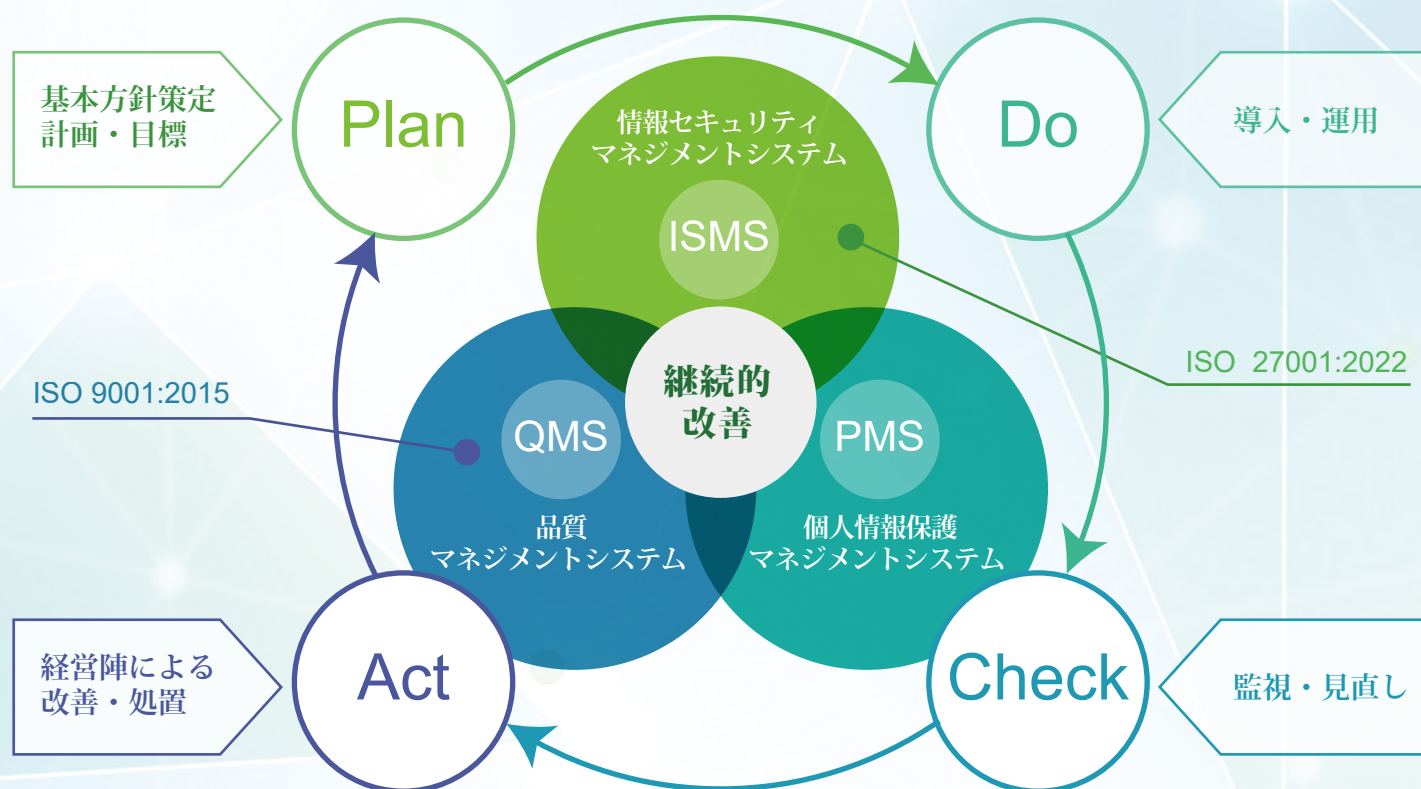 基本方針策定
計画・目標
Plan
Do
導入・運用
情報セキュリティ
マネジメントシステム
ISMS
ISO 27001:2022
ISO 9001:2015
継続的
改善
QMS
PMS
品質
マネジメントシステム
個人情報保護
マネジメントシステム
経営陣による
改善・処置
Act
Check
監視・見直し